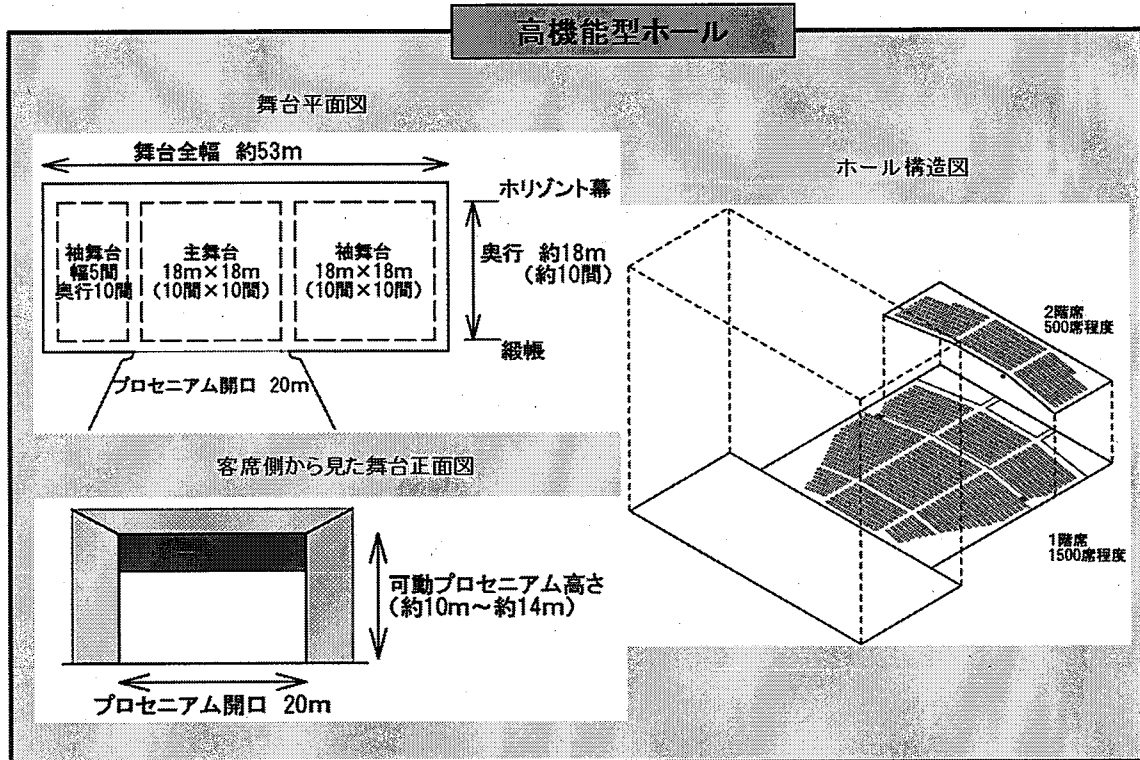 高機能型ホール
舞台平面図
舞台全幅 約53m
袖舞台
幅5間
奥行10間
主舞台
18m×18m
(10間×10間)
袖舞台
18m×18m
(10間×10間)
ホリゾント幕
奥行 約18m
(約10間)
緞帳
プロセニアム開口 20m
客席側から見た舞台正面図
可動プロセニアム高さ
(約10m～約14m)
プロセニアム開口 20m
ホール構造図
2階席
500席程度
1階席
1500席程度